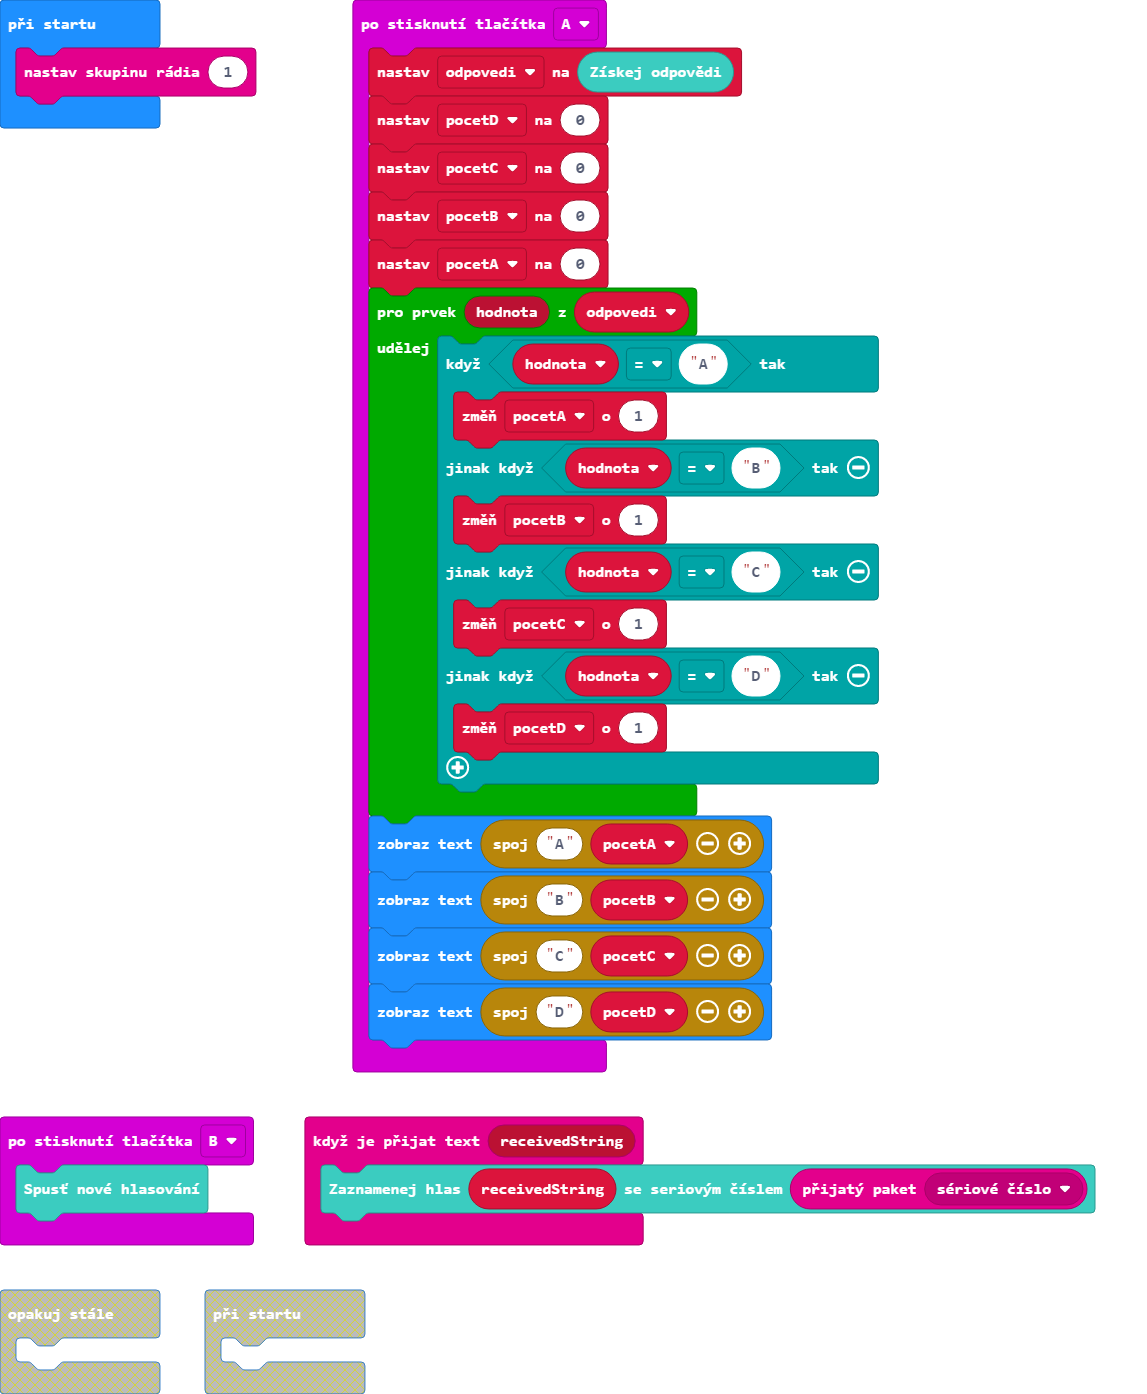 při startu
nastav skupinu rádia 1
po stisknutí tlačítka A
nastav odpovedi na Získej odpovědi
nastav pocetD na 0
nastav pocetC na 0
nastav pocetB na 0
nastav pocetA na 0
pro prvek hodnota z odpovedi
udělej
když hodnota = "A" tak
změň pocetA o 1
jinak když hodnota = "B" tak
změň pocetB o 1
jinak když hodnota = "C" tak
změň pocetC o 1
jinak když hodnota = "D" tak
změň pocetD o 1
zobraz text spoj "A" pocetA
zobraz text spoj "B" pocetB
zobraz text spoj "C" pocetC
zobraz text spoj "D" pocetD
po stisknutí tlačítka B
Spusť nové hlasování
když je přijat text receivedString
Zaznamenej hlas receivedString se seriovým číslem přijatý paket sériové číslo
opakuj stále
při startu